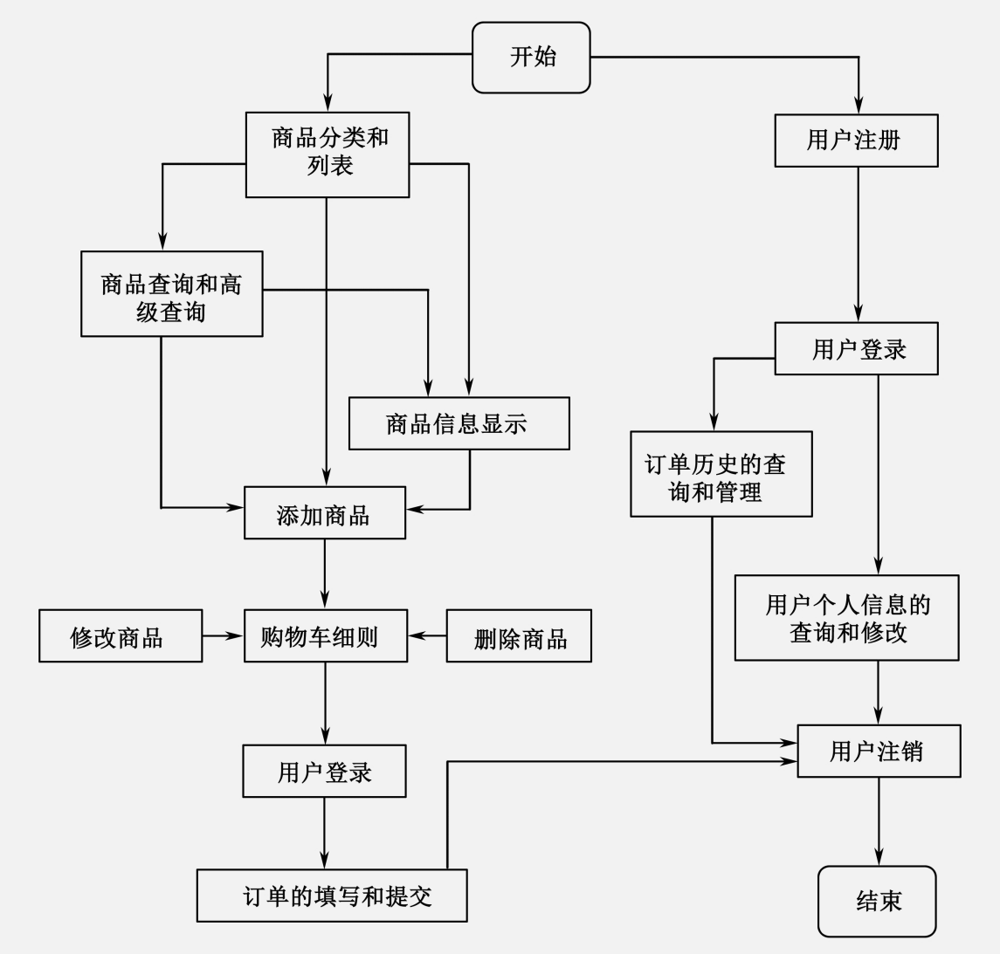 开始
商品分类和
列表
用户注册
商品查询和高
级查询
用户登录
商品信息显示
订单历史的查
询和管理
添加商品
用户个人信息的
查询和修改
修改商品
购物车细则
删除商品
用户登录
用户注销
订单的填写和提交
结束